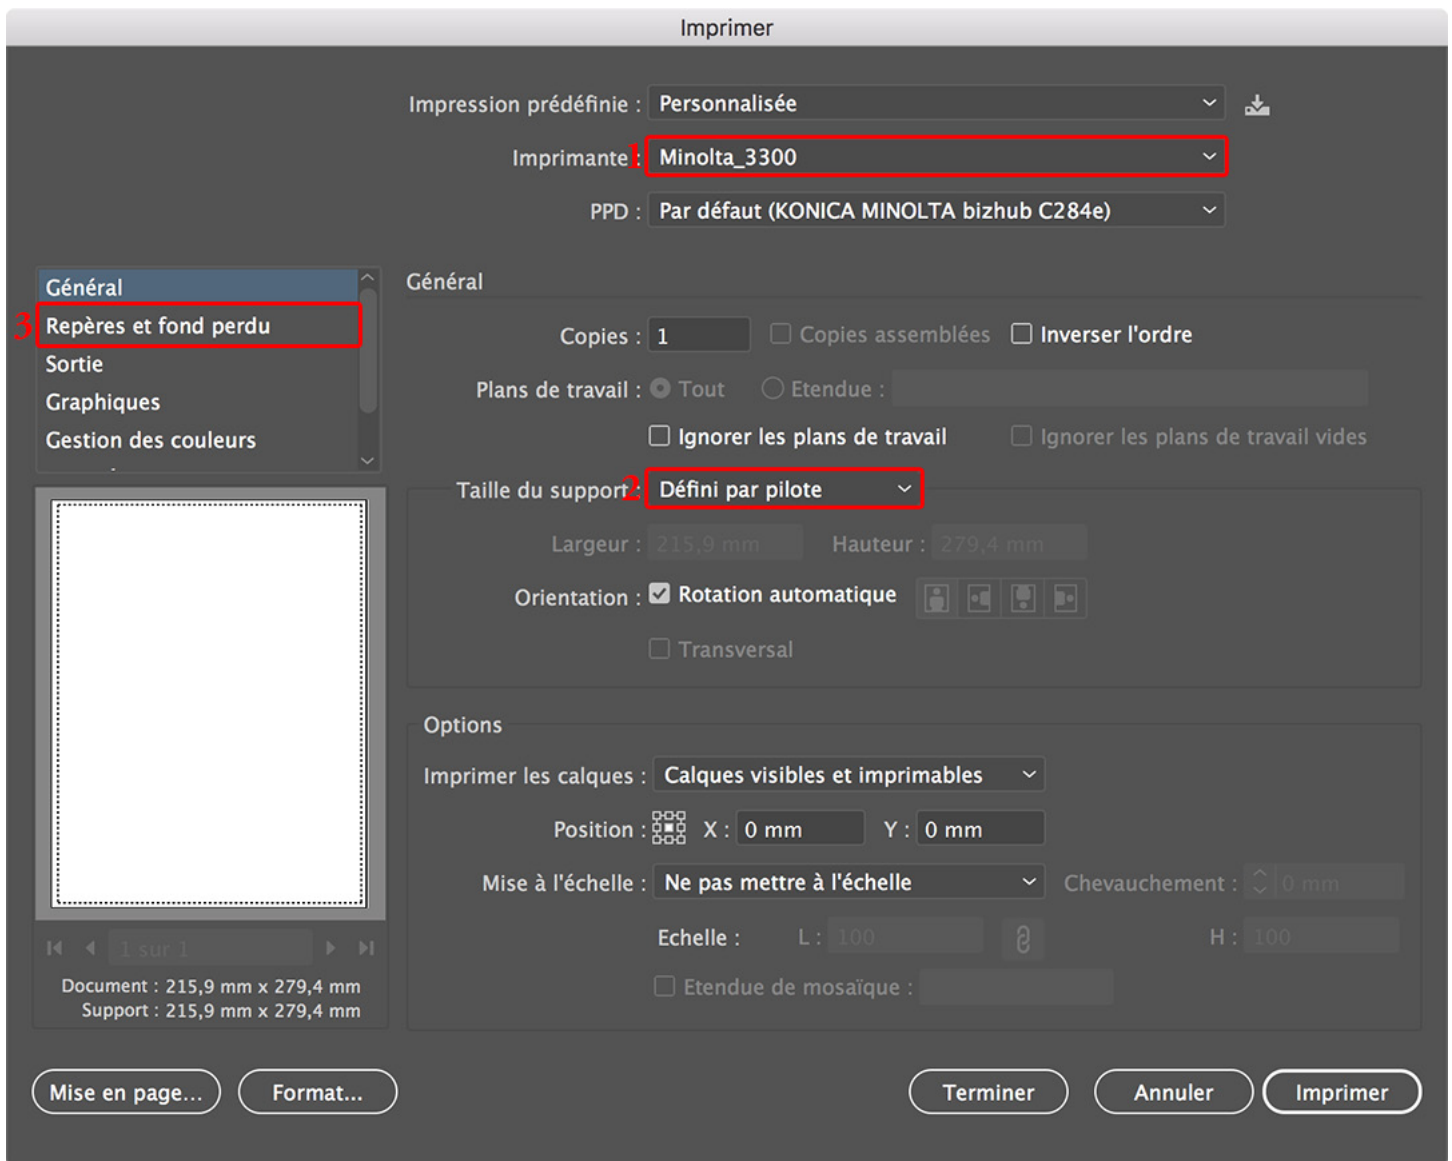 Imprimer
Impression prédéfinie : Personnalisée
Imprimante : 1 Minolta_3300
PPD : Par défaut (KONICA MINOLTA bizhub C284e)
Général
3 Repères et fond perdu
Sortie
Graphiques
Gestion des couleurs
Général
Copies : 1 Copies assemblées Inverser l'ordre
Plans de travail : Tout Etendue :
Ignorer les plans de travail Ignorer les plans de travail vides
Taille du support : 2 Défini par pilote
Largeur : 215,9 mm Hauteur : 279,4 mm
Orientation : Rotation automatique
Transversal
Options
Imprimer les calques : Calques visibles et imprimables
Position : X : 0 mm Y : 0 mm
Mise à l'échelle : Ne pas mettre à l'échelle Chevauchement : 0 mm
Echelle : L : 100 H : 100
Etendue de mosaïque :
1 sur 1
Document : 215,9 mm x 279,4 mm
Support : 215,9 mm x 279,4 mm
Mise en page... Format... Terminer Annuler Imprimer